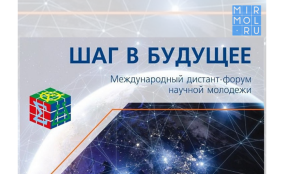 MIR
MOL.
RU
ШАГ В БУДУЩЕЕ
Международный дистант-форум
научной молодежи